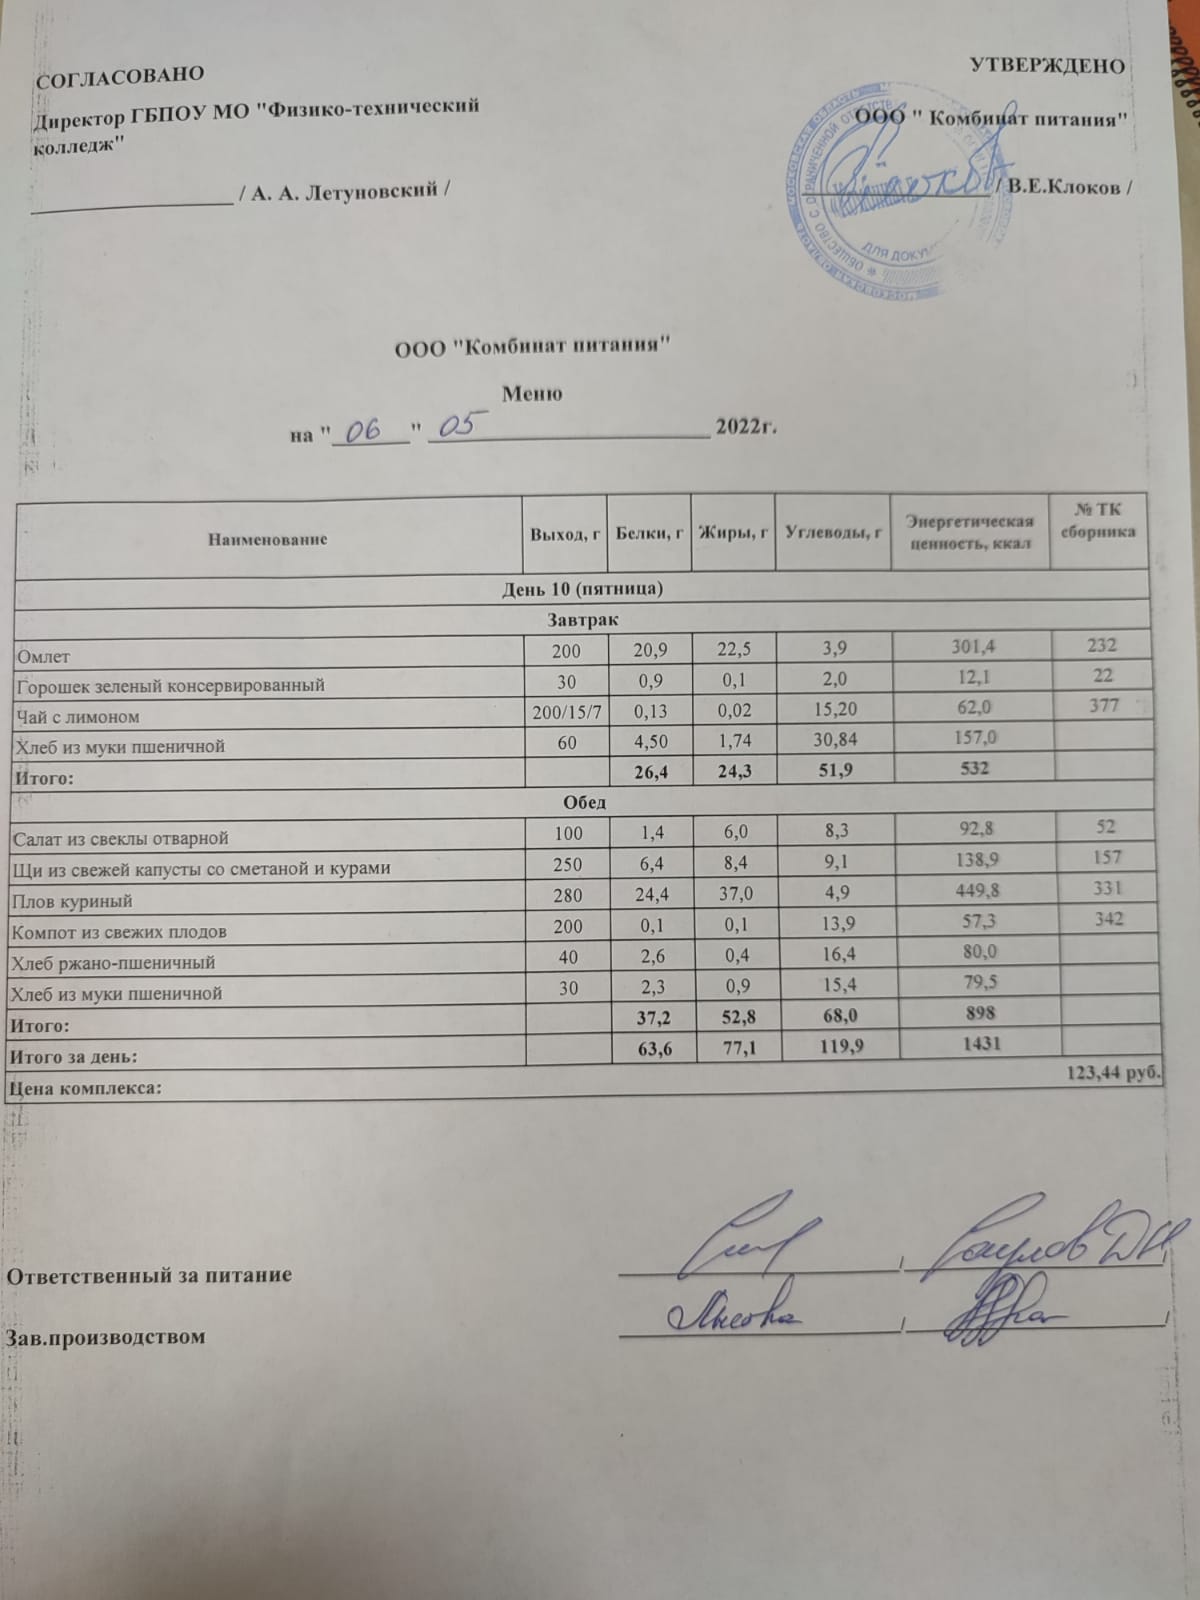 СОГЛАСОВАНО
Директор ГБПОУ МО "Физико-технический
колледж"
/ А. А. Летуновский /
УТВЕРЖДЕНО
ООО " Комбинат питания"
/ В.Е.Клоков /
ДЛЯ ДОКУМ
ООО "Комбинат питания"
Меню
на " 06 " 05 2022г.
Наименование Выход, г Белки, г Жиры, г Углеводы, г Энергетическая ценность, ккал № ТК сборника
День 10 (пятница)
Завтрак
Омлет 200 20,9 22,5 3,9 301,4 232
Горошек зеленый консервированный 30 0,9 0,1 2,0 12,1 22
Чай с лимоном 200/15/7 0,13 0,02 15,20 62,0 377
Хлеб из муки пшеничной 60 4,50 1,74 30,84 157,0
Итого: 26,4 24,3 51,9 532
Обед
Салат из свеклы отварной 100 1,4 6,0 8,3 92,8 52
Щи из свежей капусты со сметаной и курами 250 6,4 8,4 9,1 138,9 157
Плов куриный 280 24,4 37,0 4,9 449,8 331
Компот из свежих плодов 200 0,1 0,1 13,9 57,3 342
Хлеб ржано-пшеничный 40 2,6 0,4 16,4 80,0
Хлеб из муки пшеничной 30 2,3 0,9 15,4 79,5
Итого: 37,2 52,8 68,0 898
Итого за день: 63,6 77,1 119,9 1431
Цена комплекса: 123,44 руб.
Ответственный за питание
Зав.производством